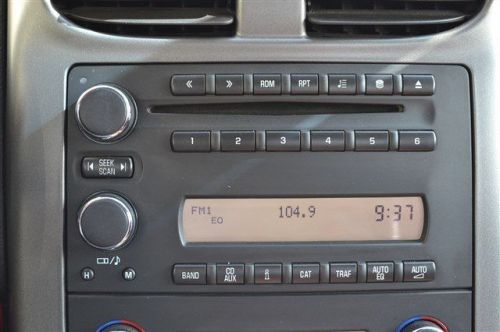 « » RDM RPT
1 2 3 4 5 6
SEEK
SCAN
FM1 104.9 9:37
EQ
H M
BAND CD AUX i CAT TRAF AUTO EQ AUTO